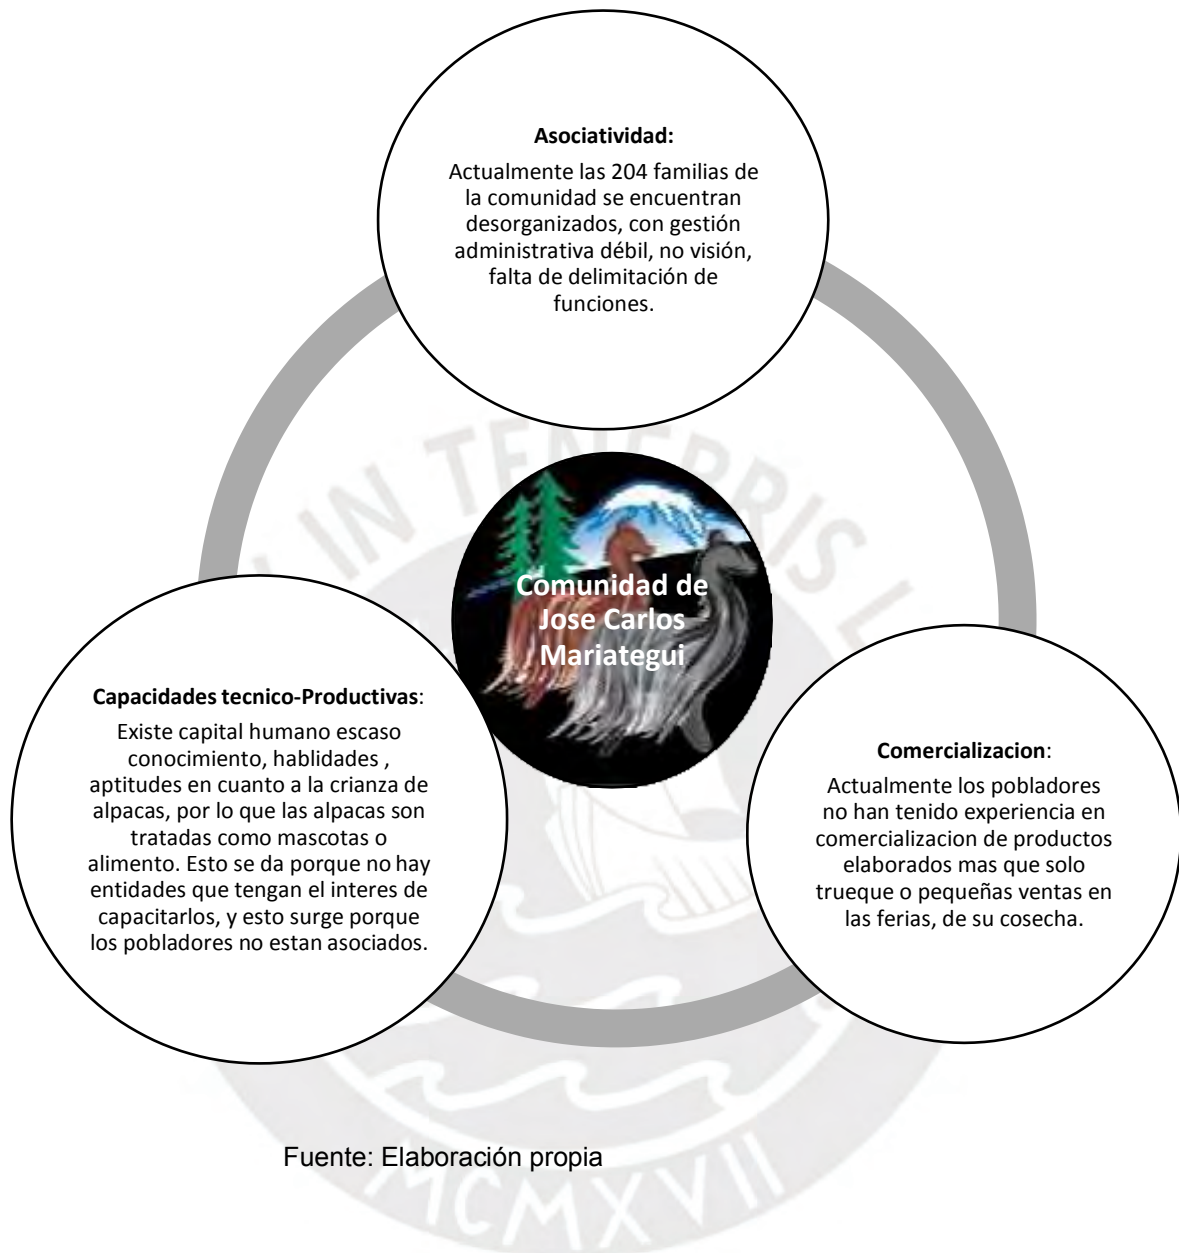 Asociatividad:
Actualmente las 204 familias de
la comunidad se encuentran
desorganizados, con gestión
administrativa débil, no visión,
falta de delimitación de
funciones.
IN TENEBRIS L
Comunidad de
Jose Carlos
Mariategui
Capacidades tecnico-Productivas:
Existe capital humano escaso
conocimiento, hablidades ,
aptitudes en cuanto a la crianza de
alpacas, por lo que las alpacas son
tratadas como mascotas o
alimento. Esto se da porque no hay
entidades que tengan el interes de
capacitarlos, y esto surge porque
los pobladores no estan asociados.
Comercializacion:
Actualmente los pobladores
no han tenido experiencia en
comercializacion de productos
elaborados mas que solo
trueque o pequeñas ventas en
las ferias, de su cosecha.
Fuente: Elaboración propia
MCMXVII